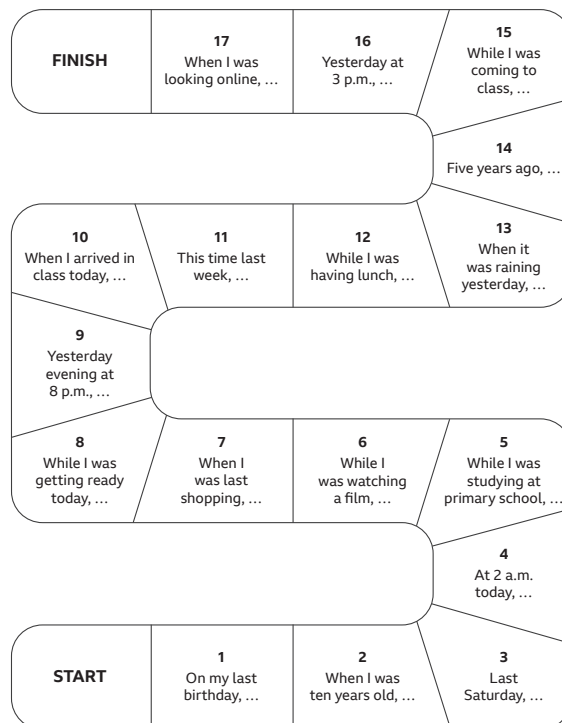 FINISH
17
When I was
looking online, …
16
Yesterday at
3 p.m., …
15
While I was
coming to
class, …
14
Five years ago, …
10
When I arrived in
class today, …
11
This time last
week, …
12
While I was
having lunch, …
13
When it
was raining
yesterday, …
9
Yesterday
evening at
8 p.m., …
8
While I was
getting ready
today, …
7
When I
was last
shopping, …
6
While I
was watching
a film, …
5
While I was
studying at
primary school, …
4
At 2 a.m.
today, …
START
1
On my last
birthday, …
2
When I was
ten years old, …
3
Last
Saturday, …